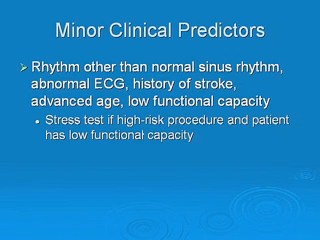 Minor Clinical Predictors
Rhythm other than normal sinus rhythm,
abnormal ECG, history of stroke,
advanced age, low functional capacity
Stress test if high-risk procedure and patient
has low functional capacity